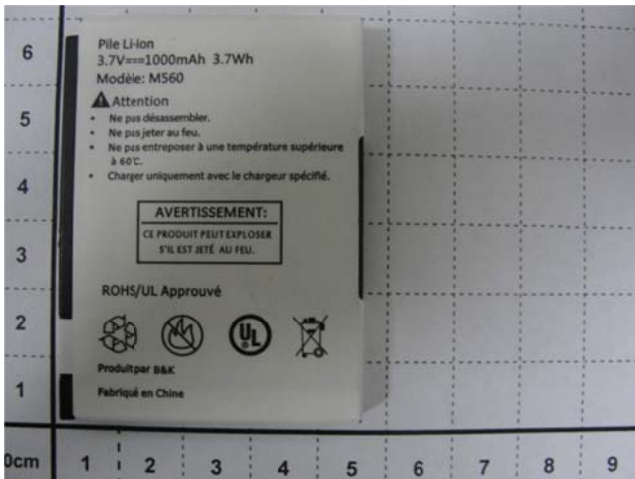 Pile Li-ion
3.7V⎓1000mAh 3.7Wh
Modèle: M560
Attention
• Ne pas désassembler.
• Ne pas jeter au feu.
• Ne pas entreposer à une température supérieure
à 60℃.
• Charger uniquement avec le chargeur spécifié.
AVERTISSEMENT:
CE PRODUIT PEUT EXPLOSER
S'IL EST JETÉ AU FEU.
ROHS/UL Approuvé
UL
Produit par B&K
Fabriqué en Chine
6
5
4
3
2
1
0cm 1 2 3 4 5 6 7 8 9